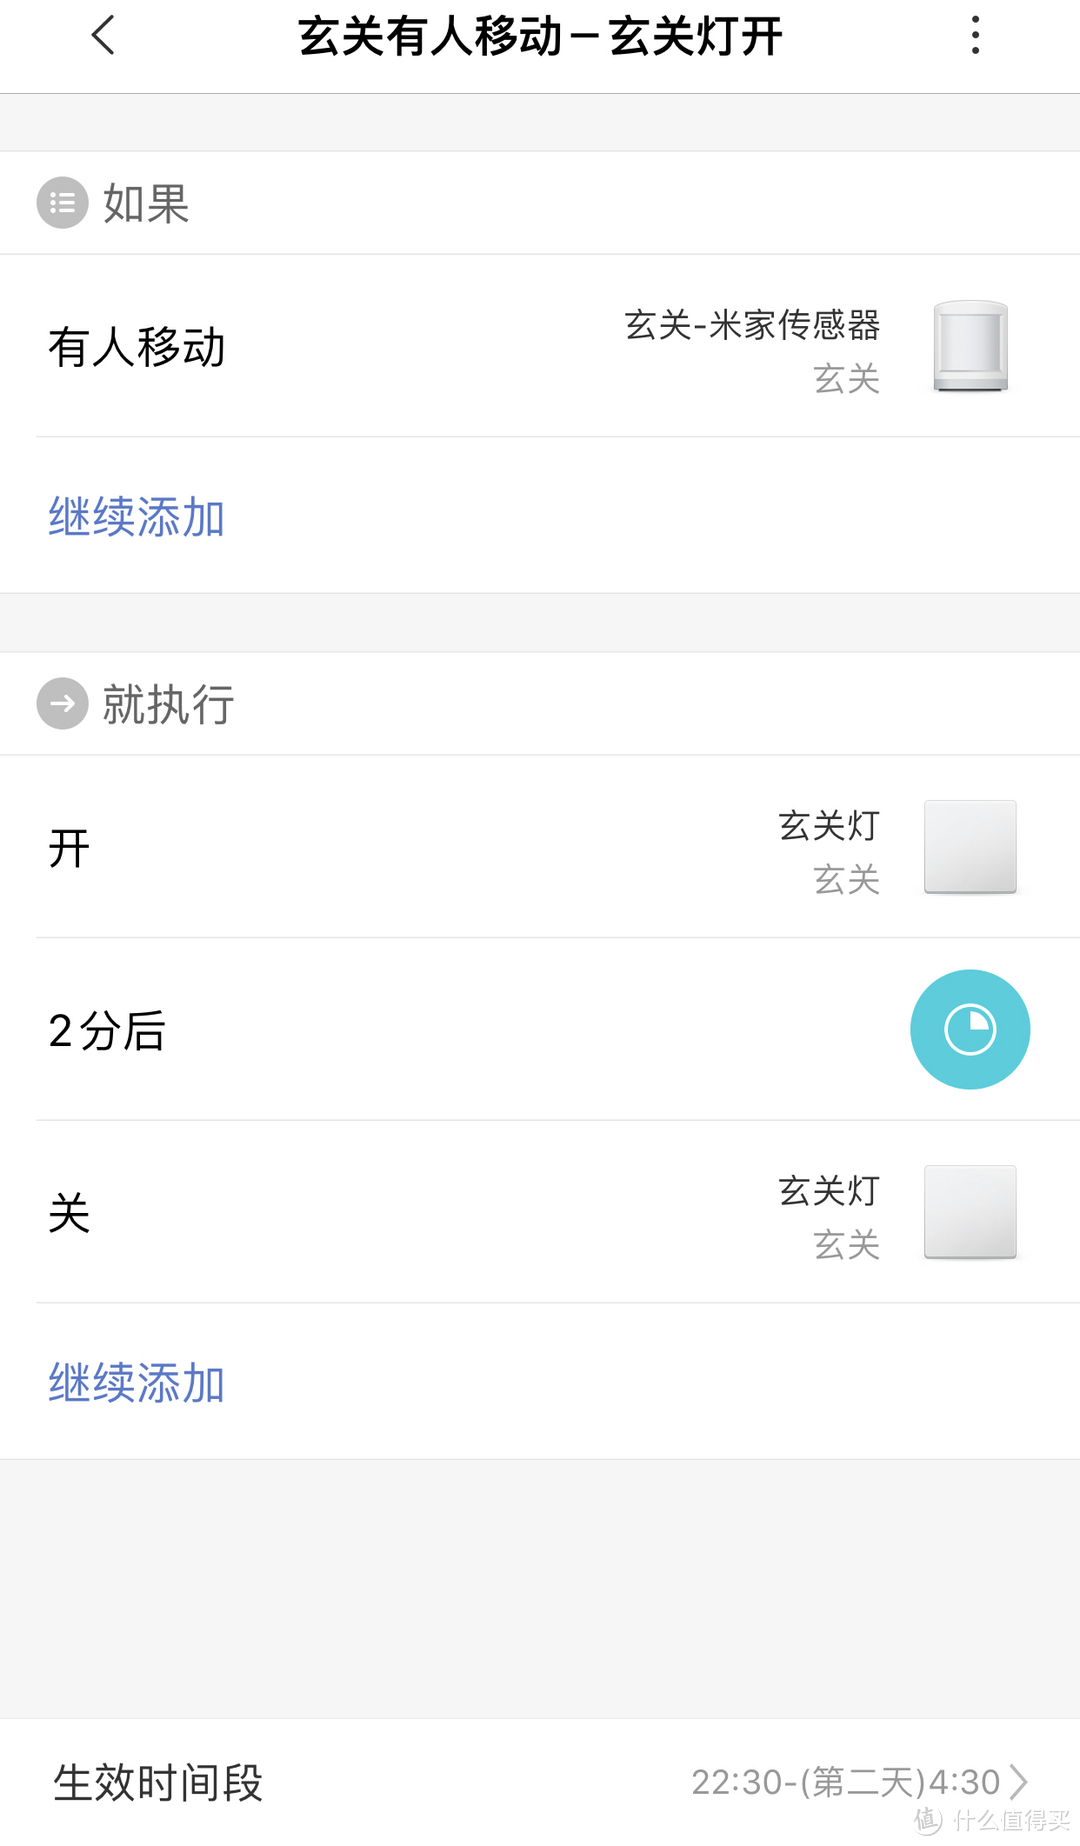 玄关有人移动－玄关灯开
如果
有人移动
玄关-米家传感器
玄关
继续添加
就执行
开
玄关灯
玄关
2分后
关
玄关灯
玄关
继续添加
生效时间段
22:30-(第二天)4:30
值 什么值得买